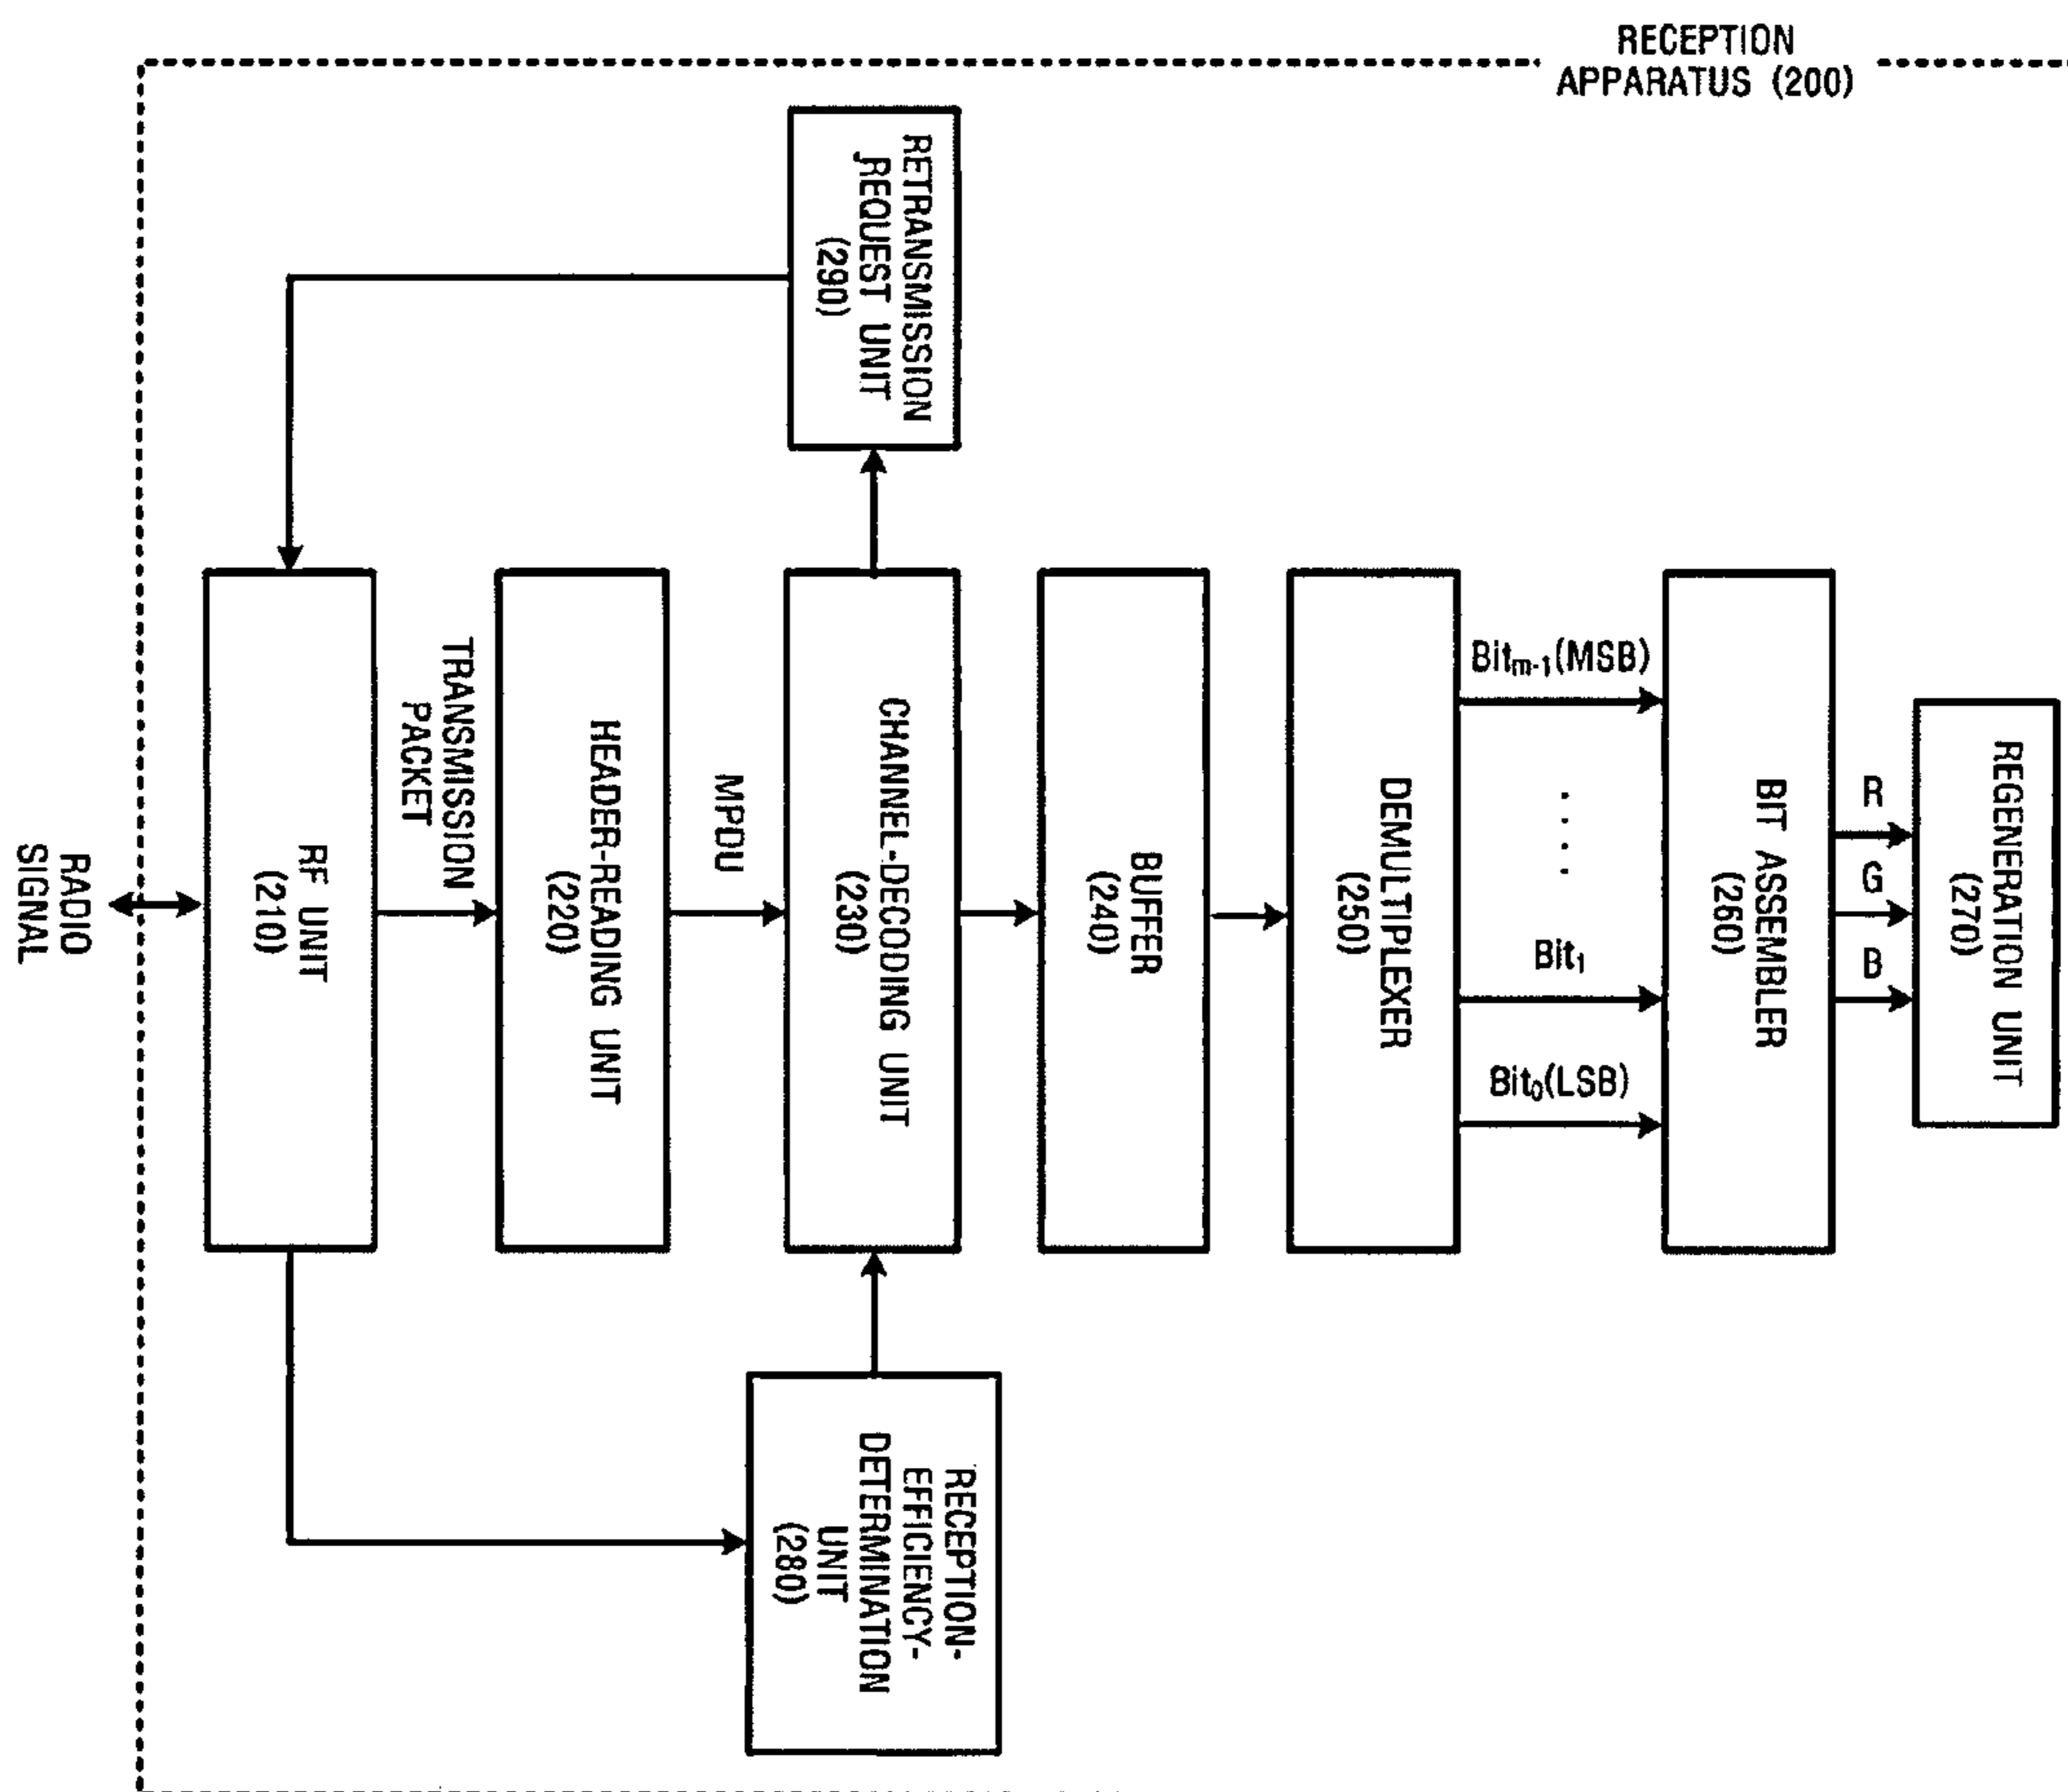 RECEPTION
APPARATUS (200)
RETRANSMISSION
REQUEST UNIT
(290)
RADIO
SIGNAL
RF UNIT
(210)
TRANSMISSION
PACKET
HEADER-READING UNIT
(220)
MPDU
CHANNEL-DECODING UNIT
(230)
BUFFER
(240)
DEMULTIPLEXER
(250)
Bitm-1(MSB)
. . . .
Bit1
Bit0(LSB)
BIT ASSEMBLER
(260)
R
G
B
REGENERATION UNIT
(270)
RECEPTION-
EFFICIENCY-
DETERMINATION
UNIT
(280)